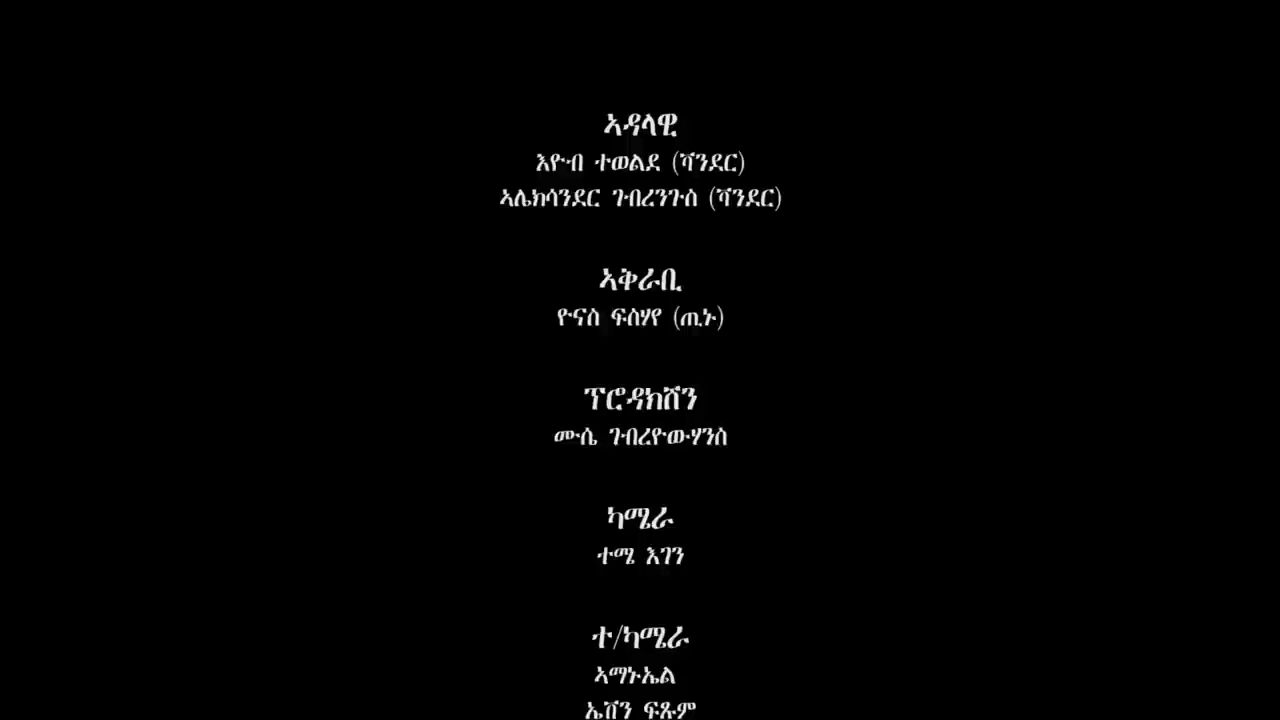 ኣዳላዊ
እዮብ ተወልደ (ሻንደር)
ኣሌክሳንደር ገብረንጉስ (ሻንደር)
ኣቅራቢ
ዮናስ ፍስሃየ (ጢኑ)
ፕሮዳክሽን
ሙሴ ገብረዮውሃንስ
ካሜራ
ተሜ እገን
ተ/ካሜራ
ኣማኑኤል
ኤሽን ፍጹም